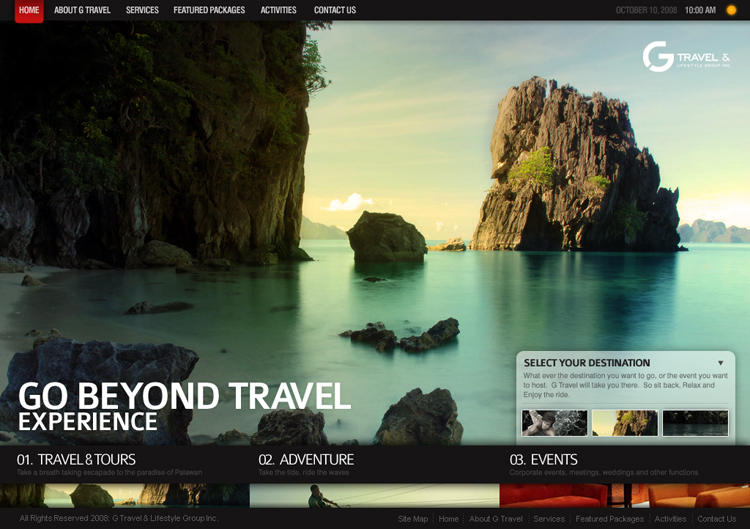 HOME ABOUT G TRAVEL SERVICES FEATURED PACKAGES ACTIVITIES CONTACT US OCTOBER 10, 2008 10:00 AM
G TRAVEL &
LIFESTYLE GROUP INC.
SELECT YOUR DESTINATION
What ever the destination you want to go, or the event you want
to host. G Travel will take you there. So sit back, Relax and
Enjoy the ride.
GO BEYOND TRAVEL
EXPERIENCE
01. TRAVEL & TOURS
Take a breath taking escapade to the paradise of Palawan
02. ADVENTURE
Take the tide, ride the waves
03. EVENTS
Corporate events, meetings, weddings and other functions
All Rights Reserved 2008: G Travel & Lifestyle Group Inc.
Site Map Home About G Travel Services Featured Packages Activities Contact Us